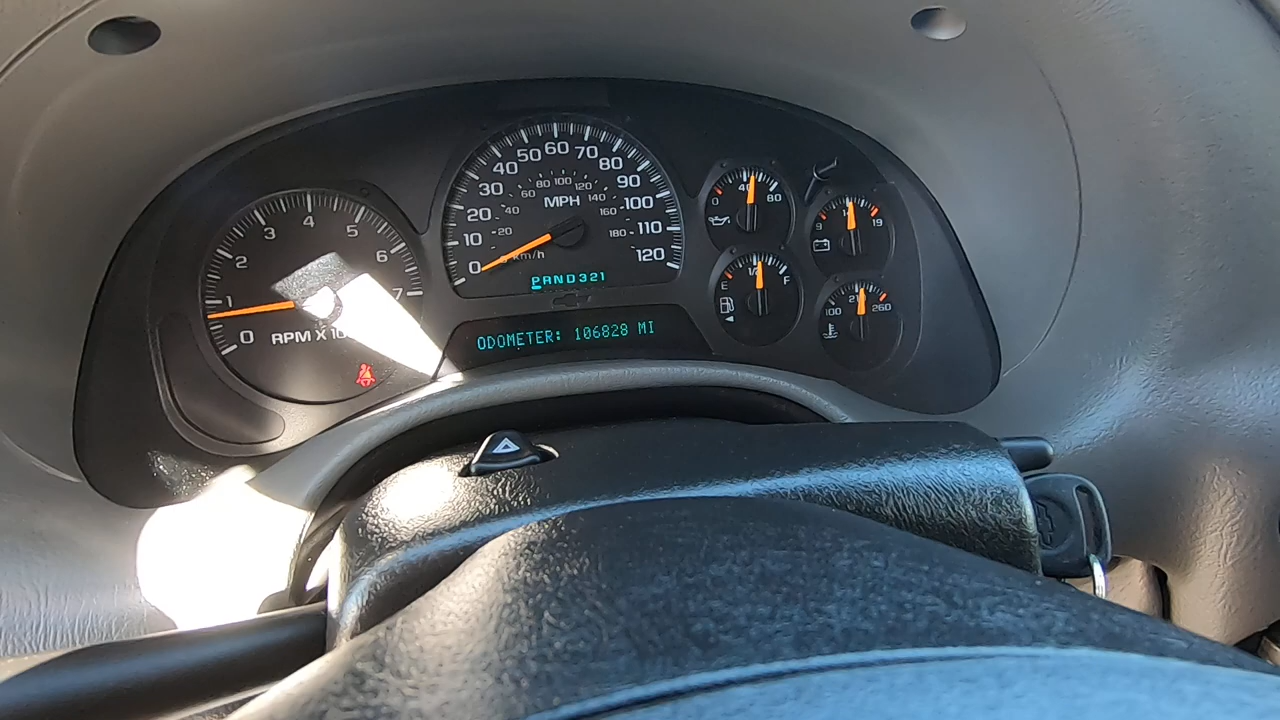 0 1 2 3 4 5 6 7
RPM X 10
0 10 20 30 40 50 60 70 80 90 100 110 120
20 40 60 80 100 120 140 160 180
MPH
km/h
PRND321
ODOMETER: 106828 MI
0 40 80
9 19
E F
100 210 260